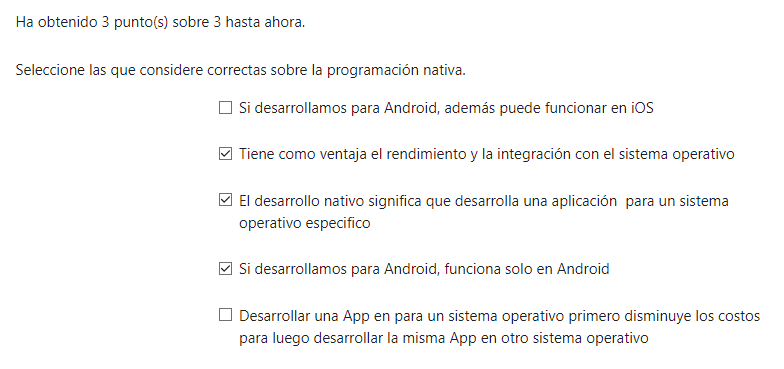 Ha obtenido 3 punto(s) sobre 3 hasta ahora.
Seleccione las que considere correctas sobre la programación nativa.
Si desarrollamos para Android, además puede funcionar en iOS
Tiene como ventaja el rendimiento y la integración con el sistema operativo
El desarrollo nativo significa que desarrolla una aplicación para un sistema
operativo especifico
Si desarrollamos para Android, funciona solo en Android
Desarrollar una App en para un sistema operativo primero disminuye los costos
para luego desarrollar la misma App en otro sistema operativo